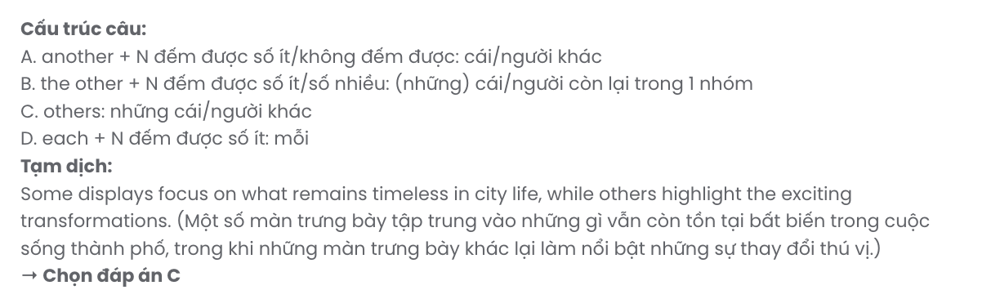 Cấu trúc câu:
A. another + N đếm được số ít/không đếm được: cái/người khác
B. the other + N đếm được số ít/số nhiều: (những) cái/người còn lại trong 1 nhóm
C. others: những cái/người khác
D. each + N đếm được số ít: mỗi
Tạm dịch:
Some displays focus on what remains timeless in city life, while others highlight the exciting
transformations. (Một số màn trưng bày tập trung vào những gì vẫn còn tồn tại bất biến trong cuộc
sống thành phố, trong khi những màn trưng bày khác lại làm nổi bật những sự thay đổi thú vị.)
→ Chọn đáp án C